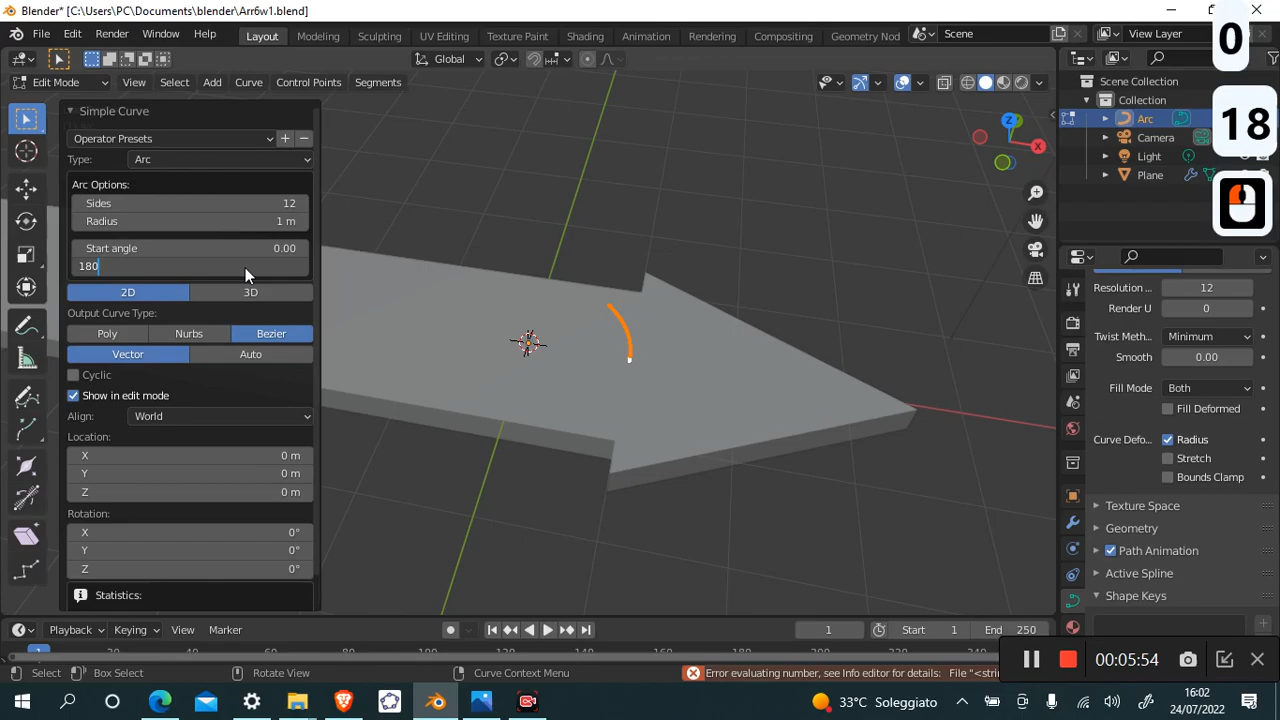 Blender* [C:\Users\PC\Documents\blender\Arr6w1.blend]
0
File Edit Render Window Help Layout Modeling Sculpting UV Editing Texture Paint Shading Animation Rendering Compositing Geometry Nod Scene View Layer
Global
Edit Mode View Select Add Curve Control Points Segments
Scene Collection
Collection
Arc
Camera
Light
Plane
18
Z
X
Simple Curve
Operator Presets
Type: Arc
Arc Options:
Sides 12
Radius 1 m
Start angle 0.00
180
2D 3D
Output Curve Type:
Poly Nurbs Bezier
Vector Auto
Cyclic
Show in edit mode
Align: World
Location:
X 0 m
Y 0 m
Z 0 m
Rotation:
X 0°
Y 0°
Z 0°
Statistics:
Resolution ... 12
Render U 0
Twist Meth... Minimum
Smooth 0.00
Fill Mode Both
Fill Deformed
Curve Defo... Radius
Stretch
Bounds Clamp
Texture Space
Geometry
Path Animation
Active Spline
Shape Keys
Playback Keying View Marker 1 Start 1 End 250
Select Box Select Rotate View Curve Context Menu Error evaluating number, see Info editor for details: File "<strin
00:05:54
33°C Soleggiato
16:02
24/07/2022